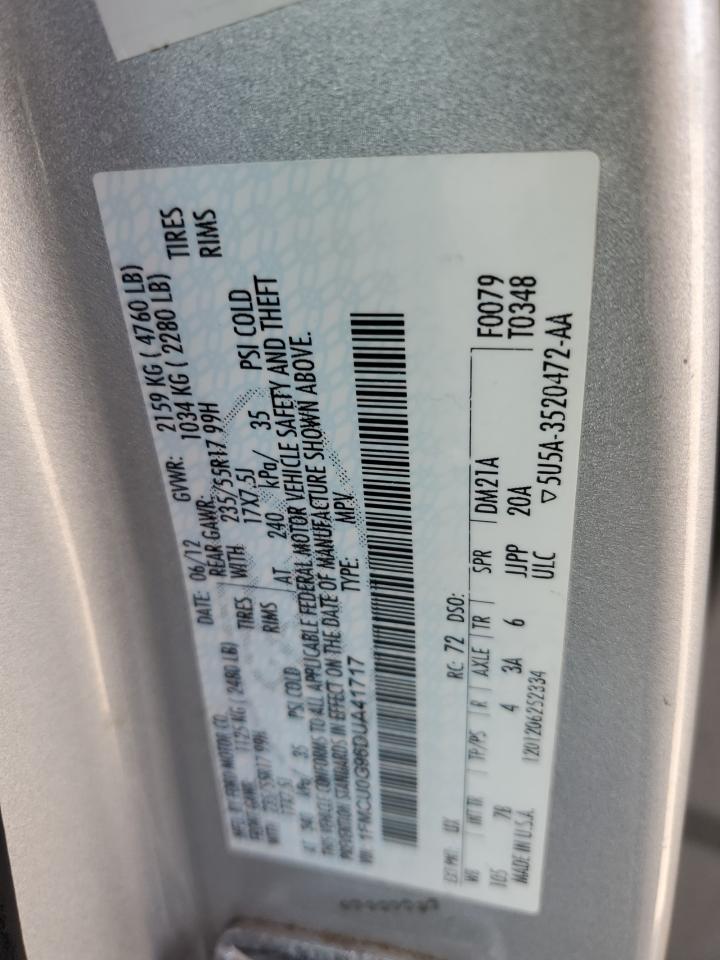 MFD. BY FORD MOTOR CO.
DATE: 06/12 GVWR: 2159 KG ( 4760 LB)
FRONT GAWR: 1125 KG ( 2480 LB) REAR GAWR: 1034 KG ( 2280 LB)
WITH 235/55R17 99H TIRES WITH 235/55R17 99H TIRES
17X7.5J RIMS 17X7.5J RIMS
AT 240 kPa/ 35 PSI COLD AT 240 kPa/ 35 PSI COLD
THIS VEHICLE CONFORMS TO ALL APPLICABLE FEDERAL MOTOR VEHICLE SAFETY AND THEFT
PREVENTION STANDARDS IN EFFECT ON THE DATE OF MANUFACTURE SHOWN ABOVE.
VIN: 1FMCU0G96DUA41717 TYPE: MPV
EXT PNT: UX RC: 72 DSO:
WB INT TR TP/PS R AXLE TR SPR DM21A F0079
105 7B 4 3A 6 JJPP 20A T0348
MADE IN U.S.A. 1201206252334 ULC ▽5U5A-3520472-AA